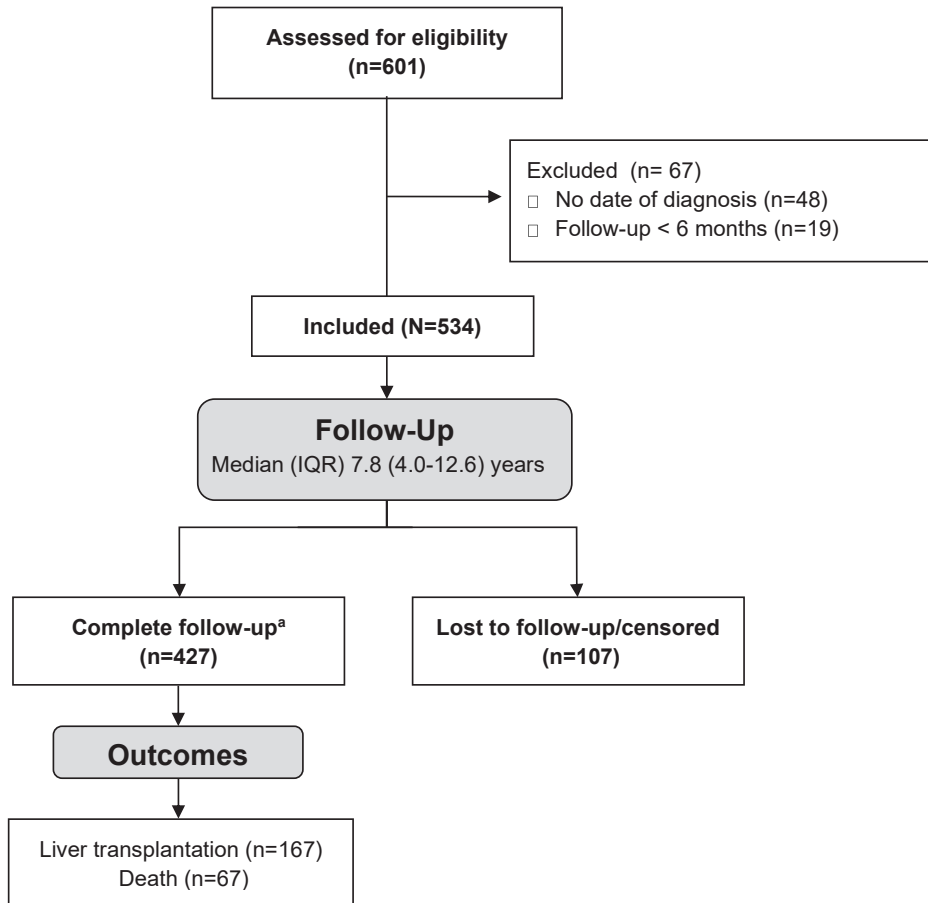 Assessed for eligibility
(n=601)
Excluded (n= 67)
□ No date of diagnosis (n=48)
□ Follow-up < 6 months (n=19)
Included (N=534)
Follow-Up
Median (IQR) 7.8 (4.0-12.6) years
Complete follow-upᵃ
(n=427)
Lost to follow-up/censored
(n=107)
Outcomes
Liver transplantation (n=167)
Death (n=67)